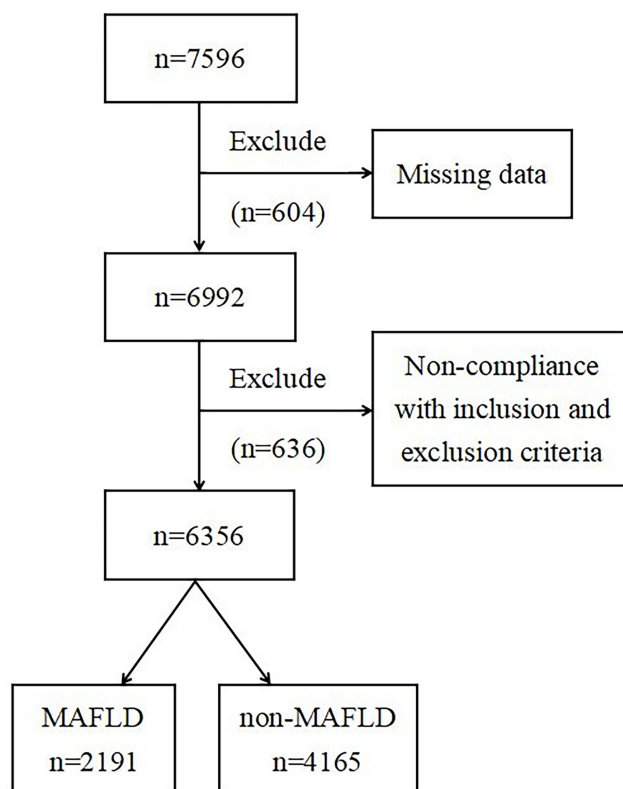 n=7596
Exclude
(n=604)
Missing data
n=6992
Exclude
(n=636)
Non-compliance
with inclusion and
exclusion criteria
n=6356
MAFLD
n=2191
non-MAFLD
n=4165